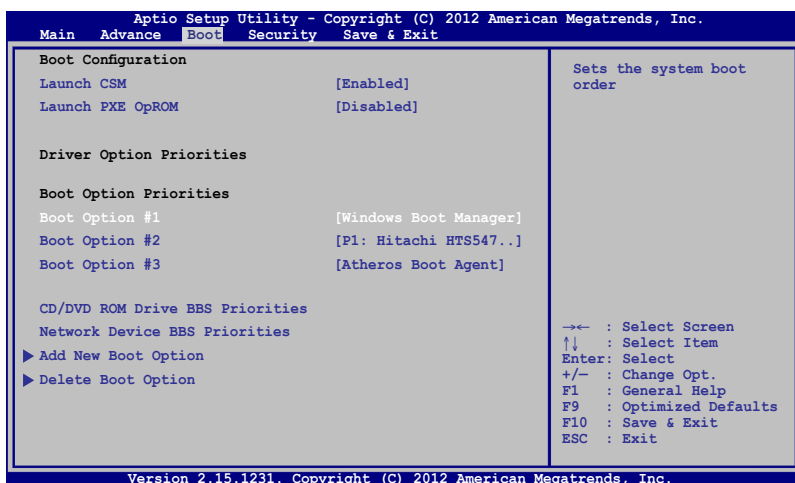 Aptio Setup Utility - Copyright (C) 2012 American Megatrends, Inc.
Main Advance Boot Security Save & Exit
Boot Configuration
Launch CSM [Enabled]
Launch PXE OpROM [Disabled]
Driver Option Priorities
Boot Option Priorities
Boot Option #1 [Windows Boot Manager]
Boot Option #2 [P1: Hitachi HTS547..]
Boot Option #3 [Atheros Boot Agent]
CD/DVD ROM Drive BBS Priorities
Network Device BBS Priorities
Add New Boot Option
Delete Boot Option
Sets the system boot
order
→← : Select Screen
↑↓ : Select Item
Enter: Select
+/— : Change Opt.
F1 : General Help
F9 : Optimized Defaults
F10 : Save & Exit
ESC : Exit
Version 2.15.1231. Copyright (C) 2012 American Megatrends, Inc.